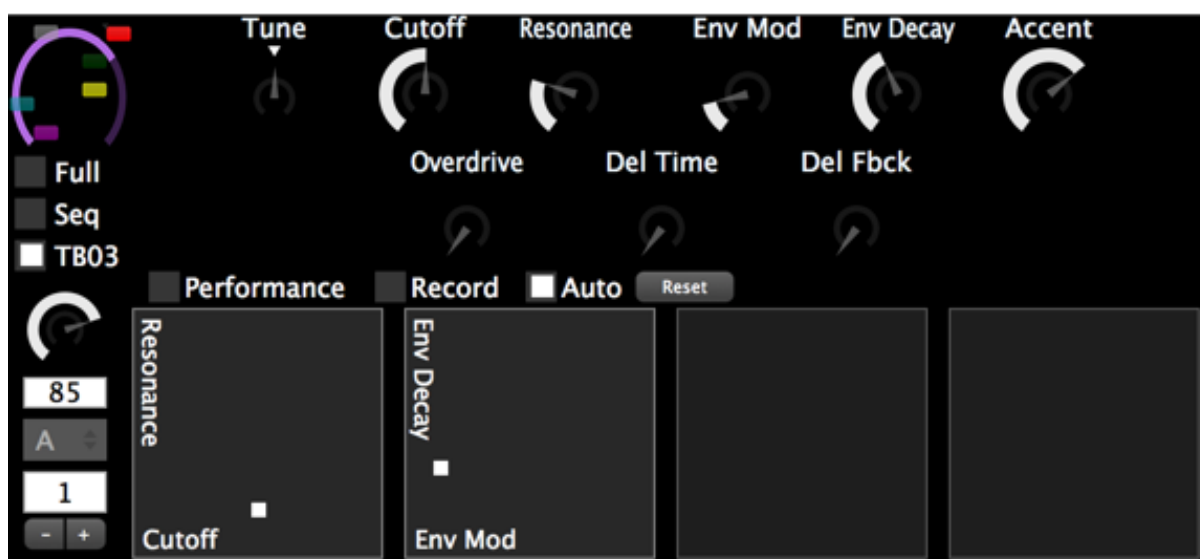 Tune Cutoff Resonance Env Mod Env Decay Accent
Overdrive Del Time Del Fbck
Full
Seq
TB03
Performance Record Auto Reset
Resonance
Env Decay
85
A
1
- +
Cutoff
Env Mod